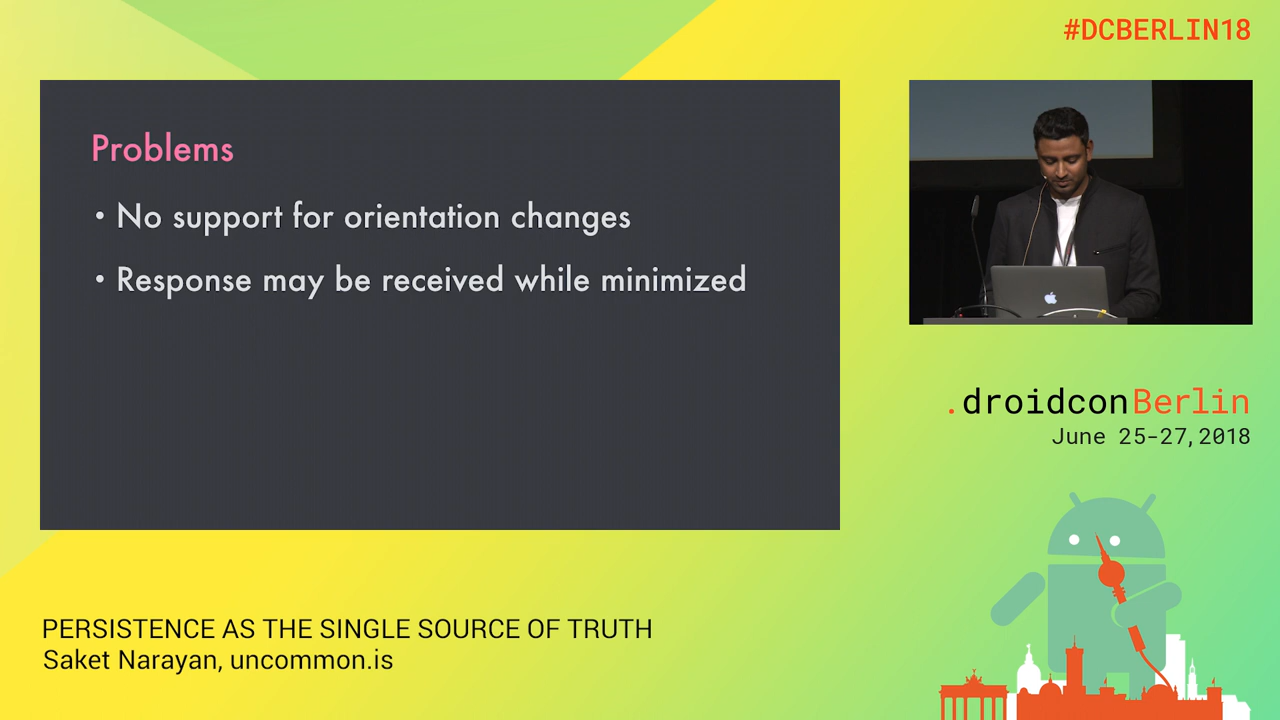 #DCBERLIN18
Problems
• No support for orientation changes
• Response may be received while minimized
.droidconBerlin
June 25-27, 2018
PERSISTENCE AS THE SINGLE SOURCE OF TRUTH
Saket Narayan, uncommon.is